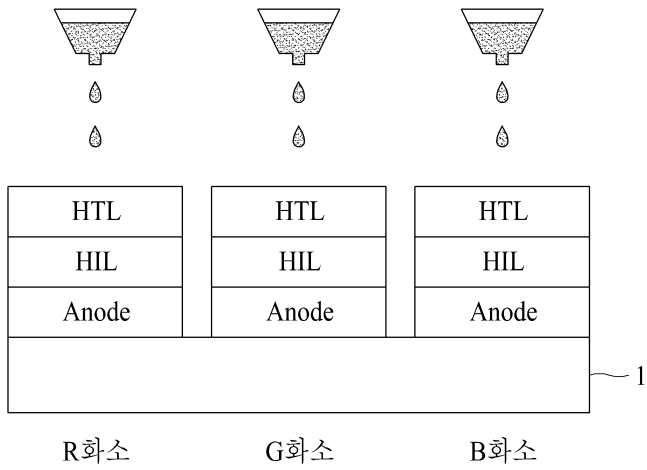 HTL HTL HTL
HIL HIL HIL
Anode Anode Anode
1
R화소 G화소 B화소